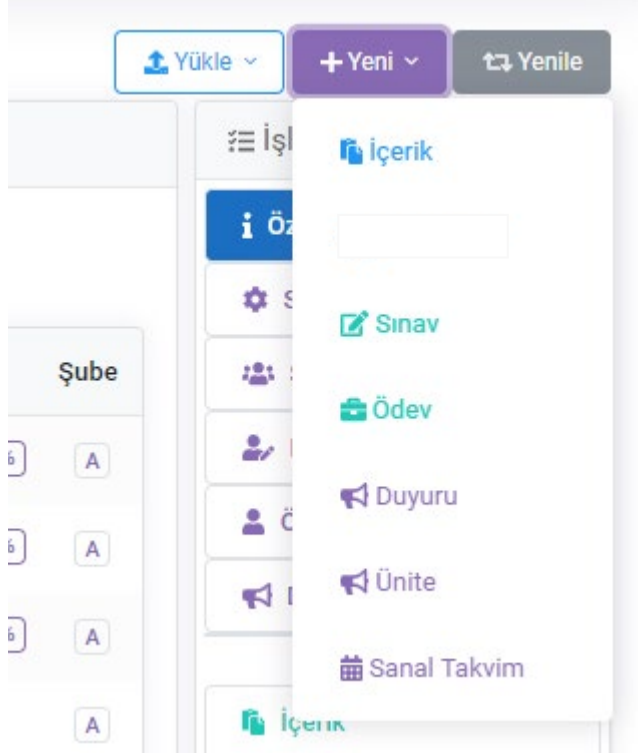 Yükle
Yeni
Yenile
İçerik
Sınav
Şube
Ödev
A
Duyuru
A
Ünite
A
Sanal Takvim
A
İçerik